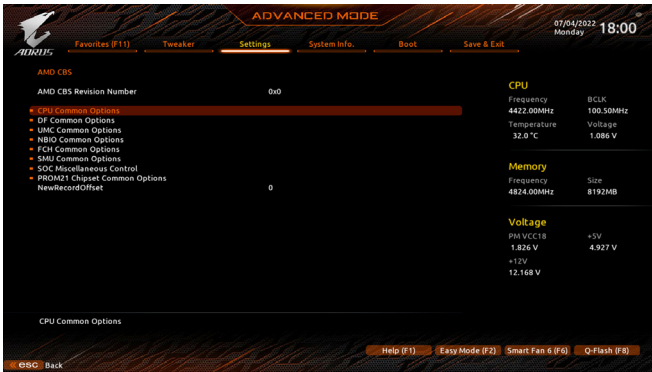 ADVANCED MODE
07/04/2022 Monday 18:00
AORUS
Favorites (F11) Tweaker Settings System Info. Boot Save & Exit
AMD CBS
AMD CBS Revision Number 0x0
CPU Common Options
DF Common Options
UMC Common Options
NBIO Common Options
FCH Common Options
SMU Common Options
SOC Miscellaneous Control
PROM21 Chipset Common Options
NewRecordOffset 0
CPU
Frequency BCLK
4422.00MHz 100.50MHz
Temperature Voltage
32.0 °C 1.086 V
Memory
Frequency Size
4824.00MHz 8192MB
Voltage
PM VCC18 +5V
1.826 V 4.927 V
+12V
12.168 V
CPU Common Options
Help (F1) Easy Mode (F2) Smart Fan 6 (F6) Q-Flash (F8)
esc Back